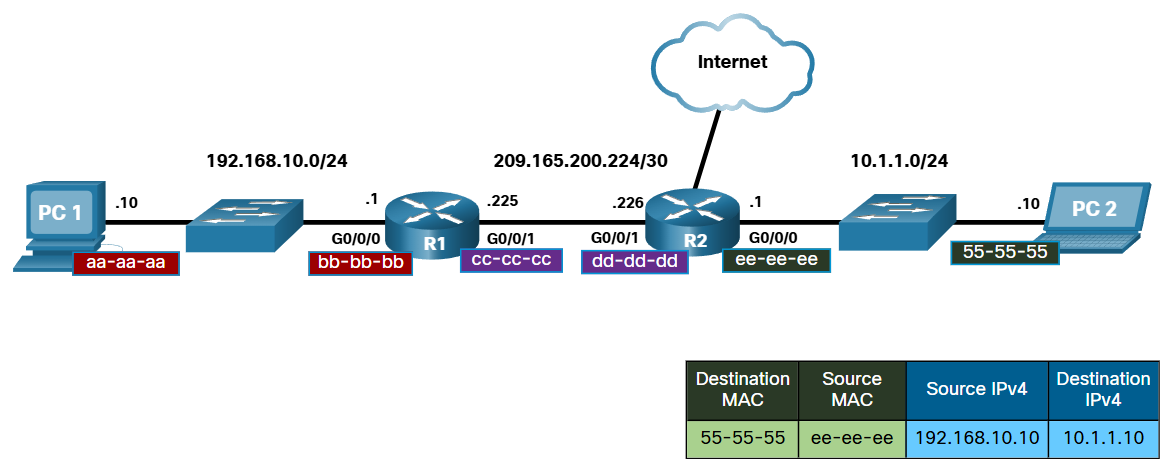 Internet
192.168.10.0/24
209.165.200.224/30
10.1.1.0/24
PC 1
.10
.1
.225
.226
.1
.10
PC 2
G0/0/0
R1
G0/0/1
G0/0/1
R2
G0/0/0
aa-aa-aa
bb-bb-bb
cc-cc-cc
dd-dd-dd
ee-ee-ee
55-55-55
Destination MAC
Source MAC
Source IPv4
Destination IPv4
55-55-55
ee-ee-ee
192.168.10.10
10.1.1.10